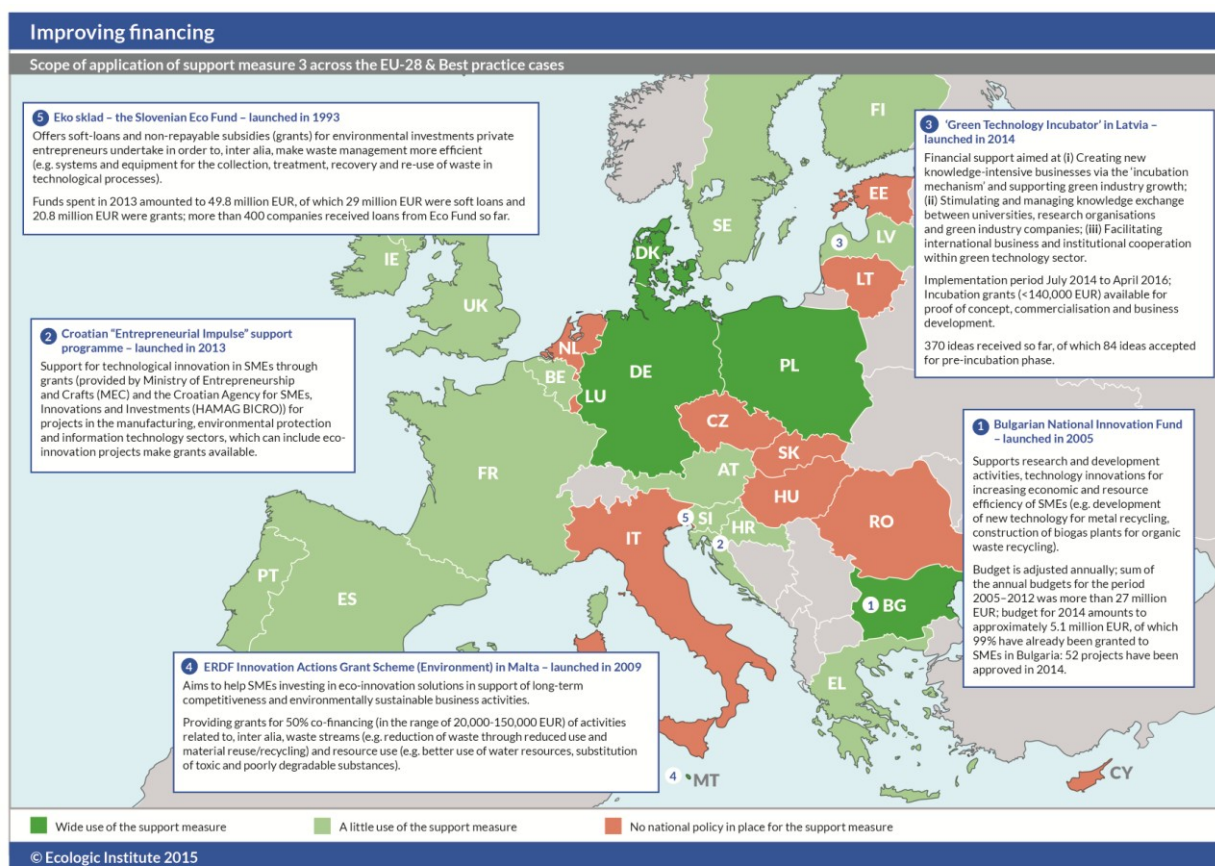 Improving financing
Scope of application of support measure 3 across the EU-28 & Best practice cases
5 Eko sklad – the Slovenian Eco Fund – launched in 1993
Offers soft-loans and non-repayable subsidies (grants) for environmental investments private
entrepreneurs undertake in order to, inter alia, make waste management more efficient
(e.g. systems and equipment for the collection, treatment, recovery and re-use of waste in
technological processes).
Funds spent in 2013 amounted to 49.8 million EUR, of which 29 million EUR were soft loans and
20.8 million EUR were grants; more than 400 companies received loans from Eco Fund so far.
3 ‘Green Technology Incubator’ in Latvia –
launched in 2014
Financial support aimed at (i) Creating new
knowledge-intensive businesses via the ‘incubation
mechanism’ and supporting green industry growth;
(ii) Stimulating and managing knowledge exchange
between universities, research organisations
and green industry companies; (iii) Facilitating
international business and institutional cooperation
within green technology sector.
Implementation period July 2014 to April 2016;
Incubation grants (<140,000 EUR) available for
proof of concept, commercialisation and business
development.
370 ideas received so far, of which 84 ideas accepted
for pre-incubation phase.
2 Croatian “Entrepreneurial Impulse” support
programme – launched in 2013
Support for technological innovation in SMEs through
grants (provided by Ministry of Entrepreneurship
and Crafts (MEC) and the Croatian Agency for SMEs,
Innovations and Investments (HAMAG BICRO)) for
projects in the manufacturing, environmental protection
and information technology sectors, which can include eco-
innovation projects make grants available.
1 Bulgarian National Innovation Fund
– launched in 2005
Supports research and development
activities, technology innovations for
increasing economic and resource
efficiency of SMEs (e.g. development
of new technology for metal recycling,
construction of biogas plants for organic
waste recycling).
Budget is adjusted annually; sum of
the annual budgets for the period
2005–2012 was more than 27 million
EUR; budget for 2014 amounts to
approximately 5.1 million EUR, of which
99% have already been granted to
SMEs in Bulgaria: 52 projects have been
approved in 2014.
4 ERDF Innovation Actions Grant Scheme (Environment) in Malta – launched in 2009
Aims to help SMEs investing in eco-innovation solutions in support of long-term
competitiveness and environmentally sustainable business activities.
Providing grants for 50% co-financing (in the range of 20,000-150,000 EUR) of activities
related to, inter alia, waste streams (e.g. reduction of waste through reduced use and
material reuse/recycling) and resource use (e.g. better use of water resources, substitution
of toxic and poorly degradable substances).
FI
EE
SE
3
LV
DK
LT
IE
UK
NL
BE
DE
PL
LU
CZ
SK
FR
AT
HU
5
SI
HR
RO
IT
2
PT
ES
1
BG
EL
4
MT
CY
Wide use of the support measure
A little use of the support measure
No national policy in place for the support measure
© Ecologic Institute 2015